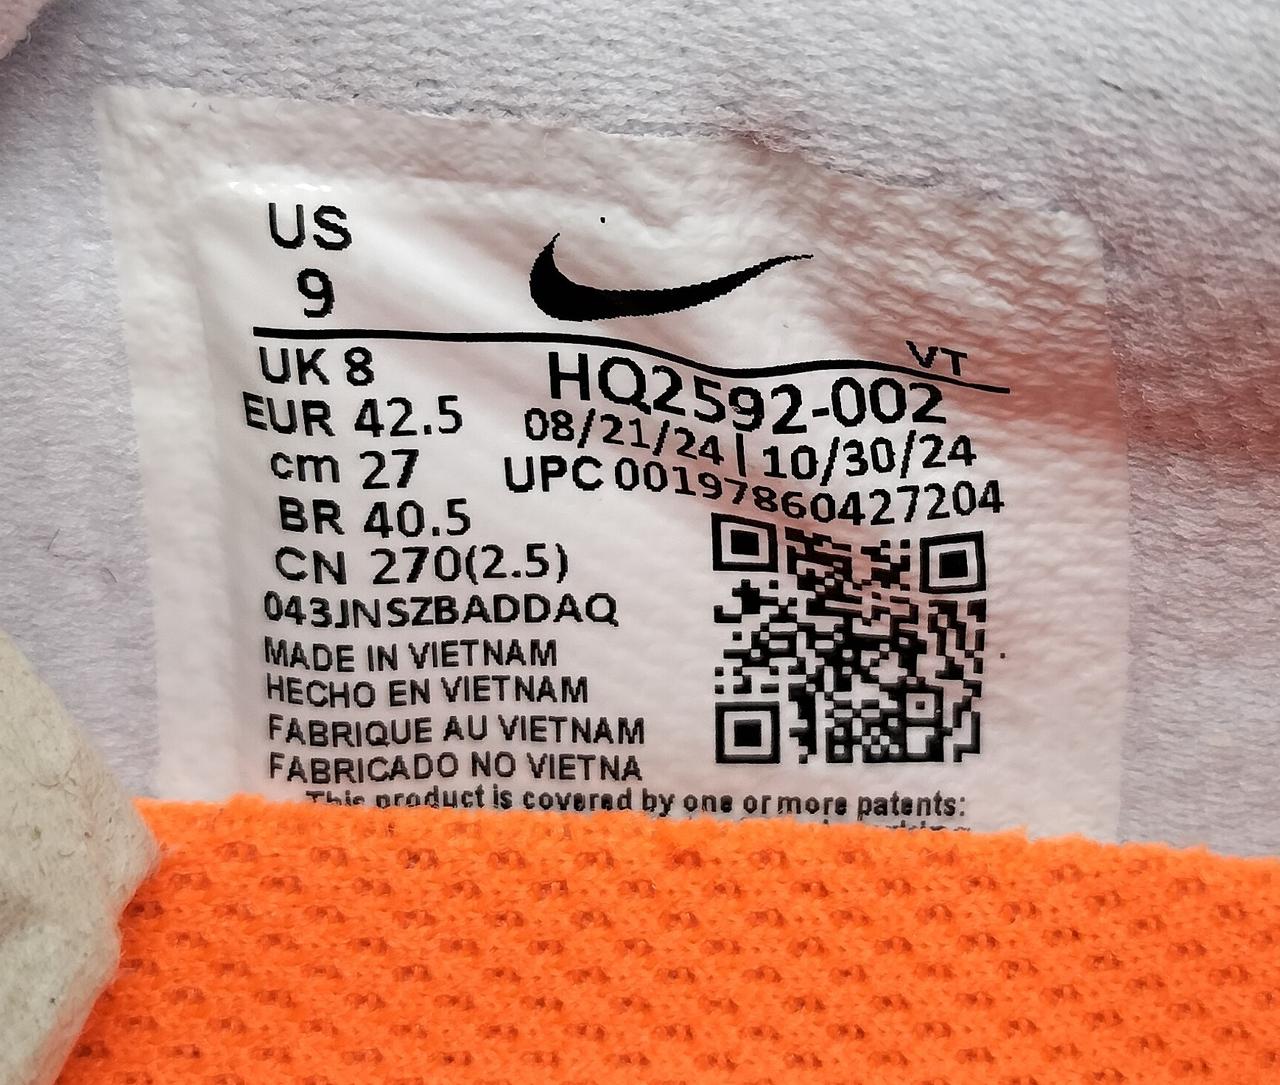 US
9
VT
UK 8
HQ2592-002
EUR 42.5
08/21/24 | 10/30/24
cm 27
UPC 00197860427204
BR 40.5
CN 270(2.5)
043JNSZBADDAQ
MADE IN VIETNAM
HECHO EN VIETNAM
FABRIQUE AU VIETNAM
FABRICADO NO VIETNA
This product is covered by one or more patents: